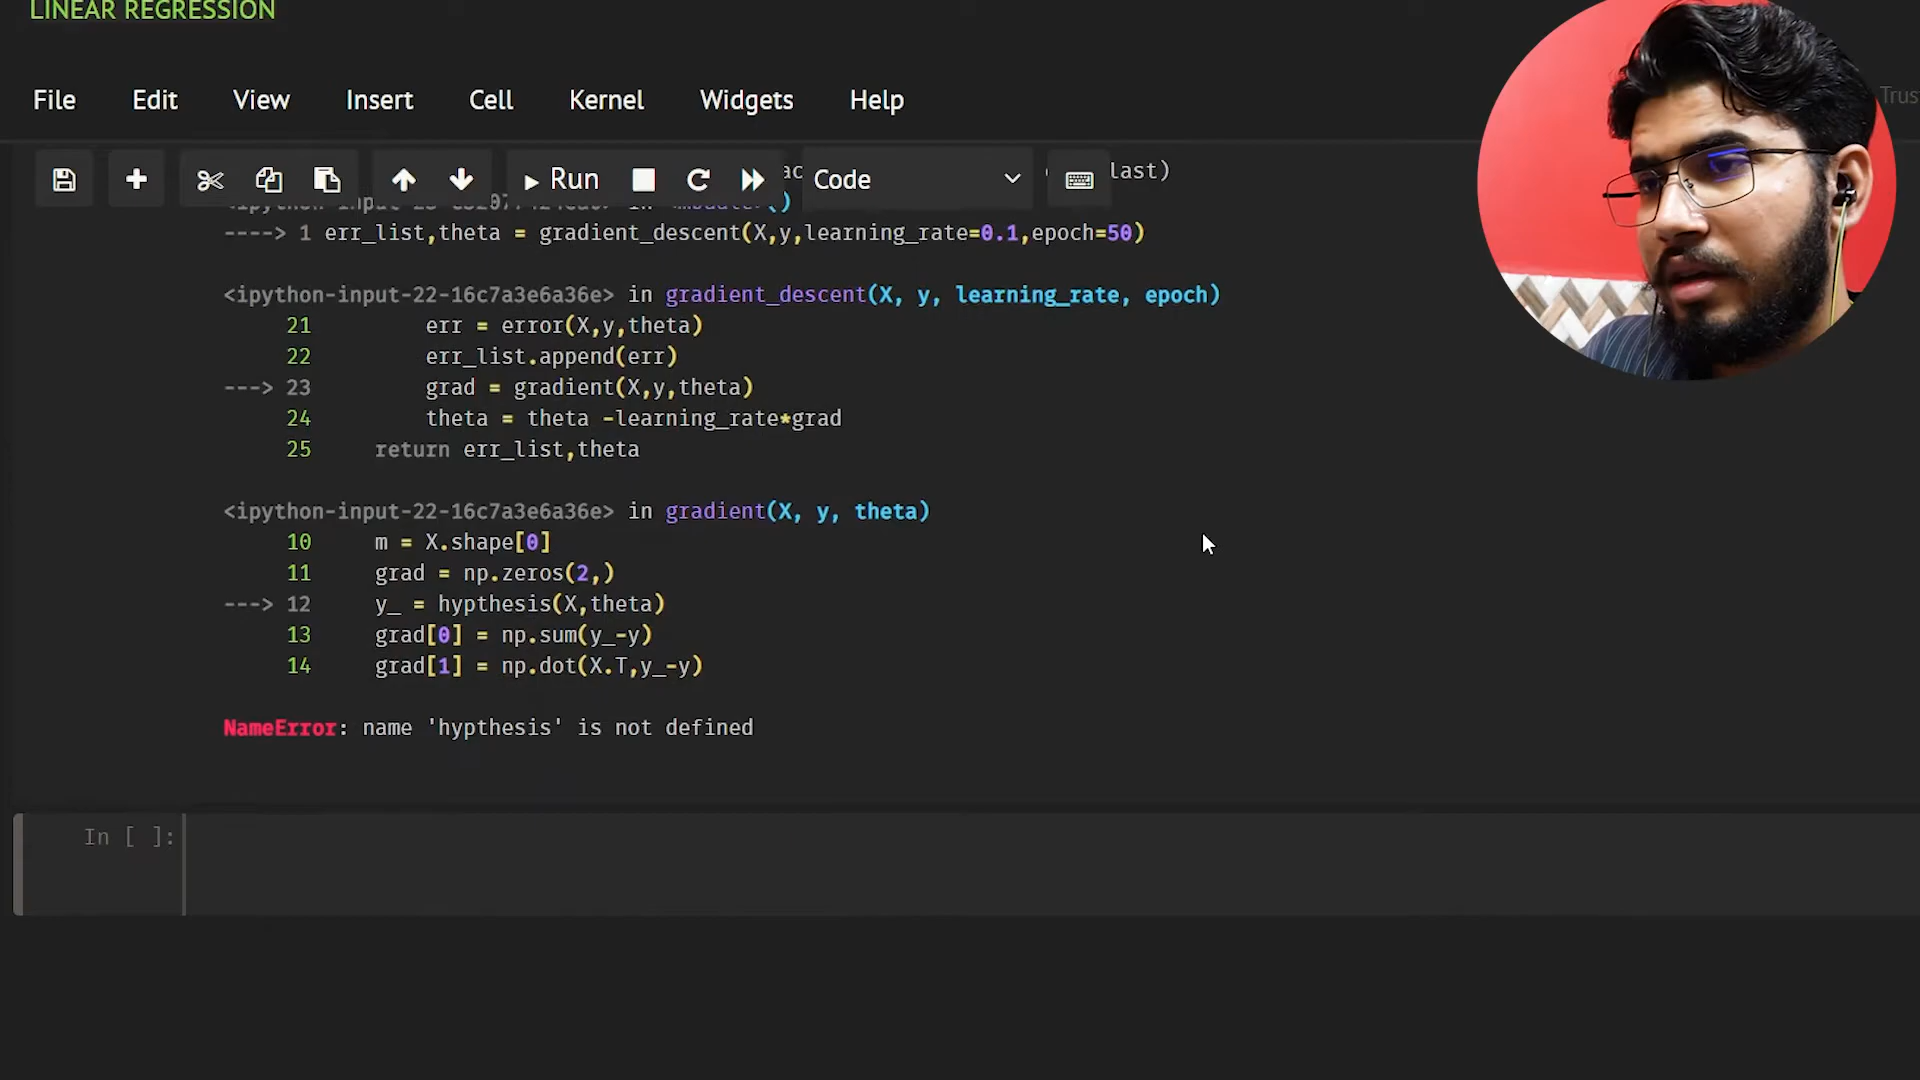 LINEAR REGRESSION
File Edit View Insert Cell Kernel Widgets Help
Trus
Run Code last)
in ()
----> 1 err_list,theta = gradient_descent(X,y,learning_rate=0.1,epoch=50)
<ipython-input-22-16c7a3e6a36e> in gradient_descent(X, y, learning_rate, epoch)
21 err = error(X,y,theta)
22 err_list.append(err)
---> 23 grad = gradient(X,y,theta)
24 theta = theta -learning_rate*grad
25 return err_list,theta
<ipython-input-22-16c7a3e6a36e> in gradient(X, y, theta)
10 m = X.shape[0]
11 grad = np.zeros(2,)
---> 12 y_ = hypthesis(X,theta)
13 grad[0] = np.sum(y_-y)
14 grad[1] = np.dot(X.T,y_-y)
NameError: name 'hypthesis' is not defined
In [ ]: